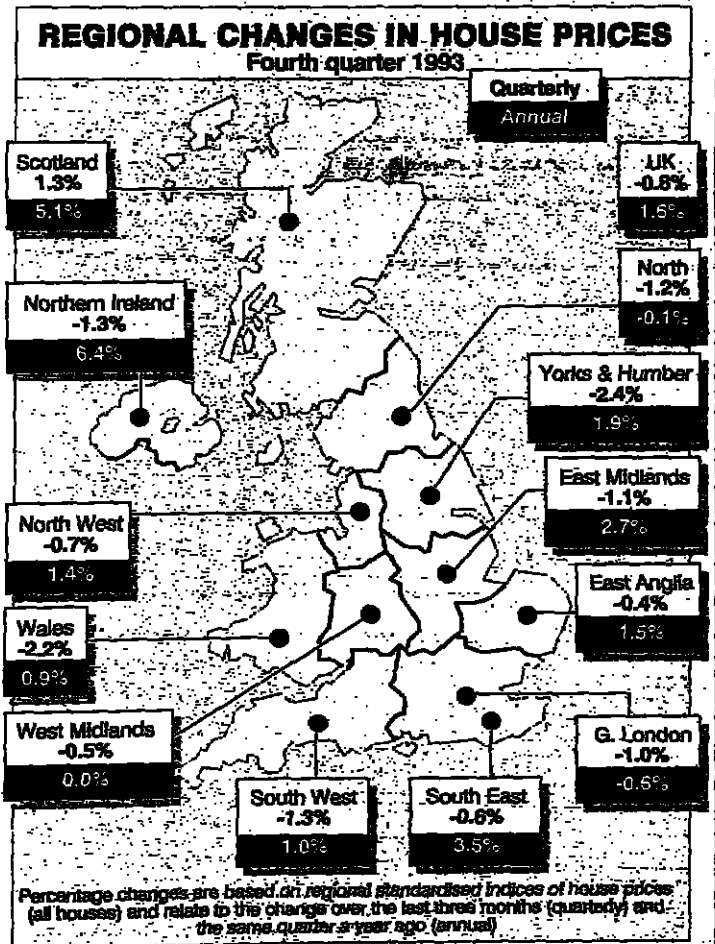 REGIONAL CHANGES IN HOUSE PRICES
Fourth quarter 1993
Quarterly
Annual
Scotland
1.3%
5.1%
UK
-0.8%
1.6%
North
-1.2%
-0.1%
Northern Ireland
-1.3%
6.4%
Yorks & Humber
-2.4%
1.9%
East Midlands
-1.1%
2.7%
North West
-0.7%
1.4%
East Anglia
-0.4%
1.5%
Wales
-2.2%
0.9%
West Midlands
-0.5%
0.0%
G. London
-1.0%
South West
-1.3%
1.0%
South East
-0.6%
3.5%
Percentage changes are based on regional standardised indices of house prices
(all houses) and relate to the change over the last three months (quarterly) and
the same quarter a year ago (annual)